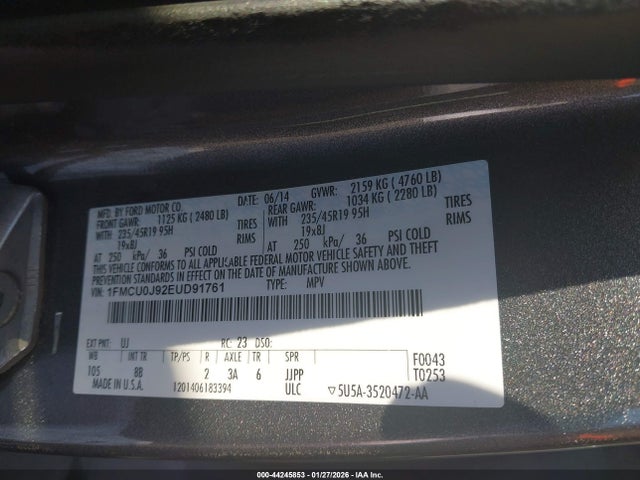 MFD. BY FORD MOTOR CO.
DATE: 06/14 GVWR: 2159 KG ( 4760 LB)
FRONT GAWR: 1125 KG ( 2480 LB) REAR GAWR: 1034 KG ( 2280 LB)
WITH 235/45R19 95H TIRES WITH 235/45R19 95H TIRES
19x8J RIMS 19x8J RIMS
AT 250 kPa/ 36 PSI COLD AT 250 kPa/ 36 PSI COLD
THIS VEHICLE CONFORMS TO ALL APPLICABLE FEDERAL MOTOR VEHICLE SAFETY AND THEFT
PREVENTION STANDARDS IN EFFECT ON THE DATE OF MANUFACTURE SHOWN ABOVE.
VIN: 1FMCU0J92EUD91761 TYPE: MPV
EXT PNT: UJ RC: 23 DSO: F0043
WB INT TR TP/PS R AXLE TR SPR T0253
105 8B 2 3A 6 JJPP
MADE IN U.S.A. 1201406183394 ULC ▽5U5A-3520472-AA
000-44245853 | 01/27/2026 - IAA Inc.